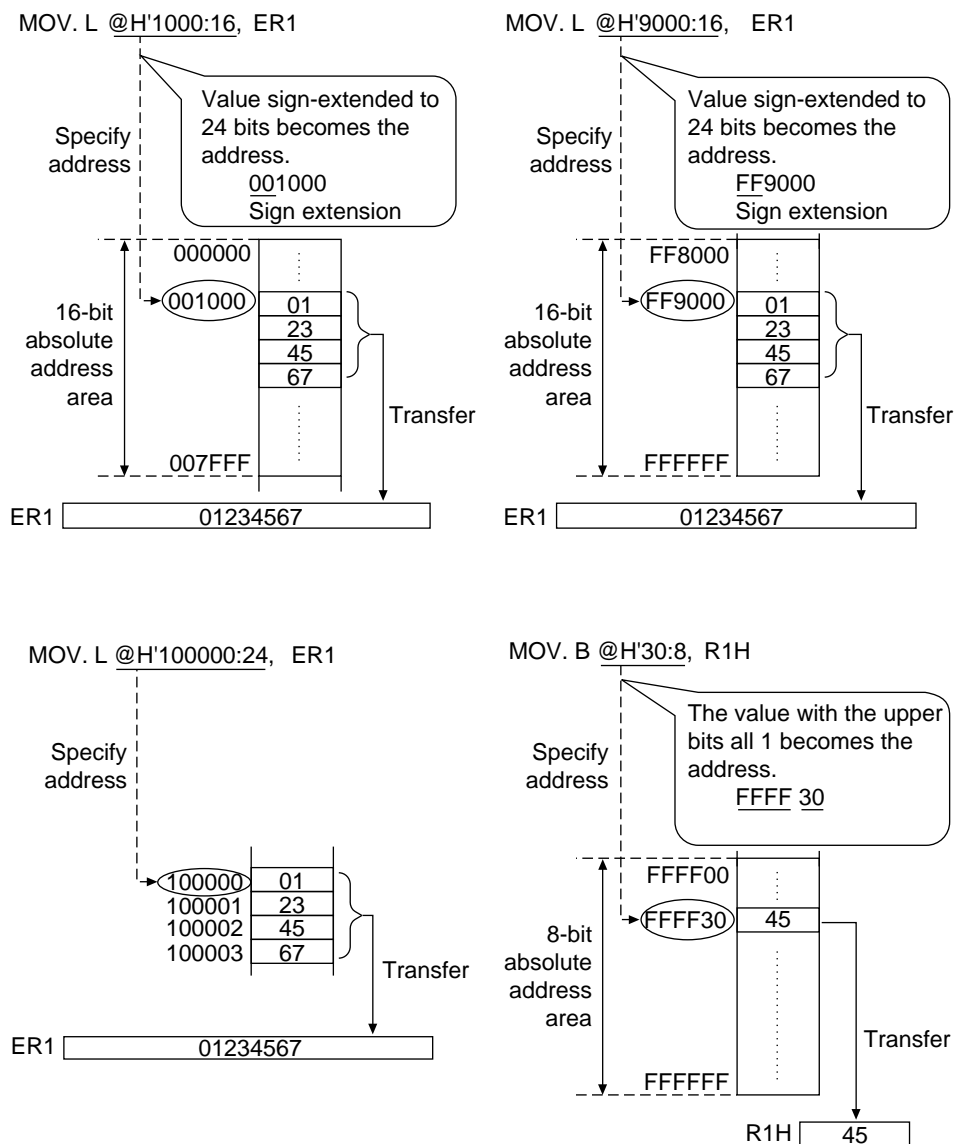 MOV. L @H'1000:16, ER1
Value sign-extended to
24 bits becomes the
address.
001000
Sign extension
Specify
address
000000
001000
01
23
45
67
16-bit
absolute
address
area
Transfer
007FFF
ER1
01234567
MOV. L @H'9000:16, ER1
Value sign-extended to
24 bits becomes the
address.
FF9000
Sign extension
Specify
address
FF8000
FF9000
01
23
45
67
16-bit
absolute
address
area
Transfer
FFFFFF
ER1
01234567
MOV. L @H'100000:24, ER1
Specify
address
100000 01
100001 23
100002 45
100003 67
Transfer
ER1
01234567
MOV. B @H'30:8, R1H
The value with the upper
bits all 1 becomes the
address.
FFFF 30
Specify
address
FFFF00
FFFF30
45
8-bit
absolute
address
area
Transfer
FFFFFF
R1H
45